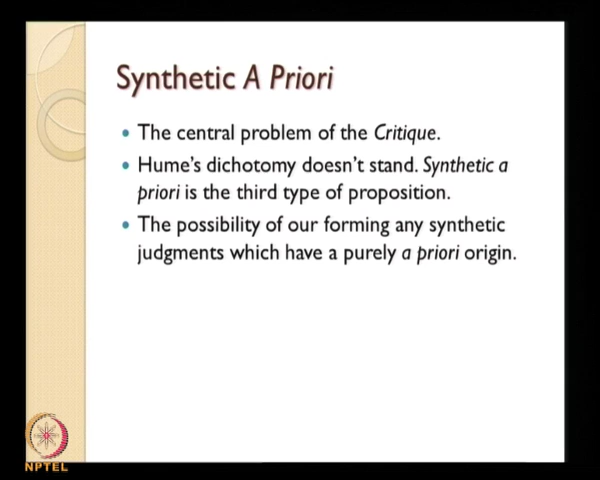 Synthetic A Priori
• The central problem of the Critique.
• Hume's dichotomy doesn't stand. Synthetic a
priori is the third type of proposition.
• The possibility of our forming any synthetic
judgments which have a purely a priori origin.
NPTEL